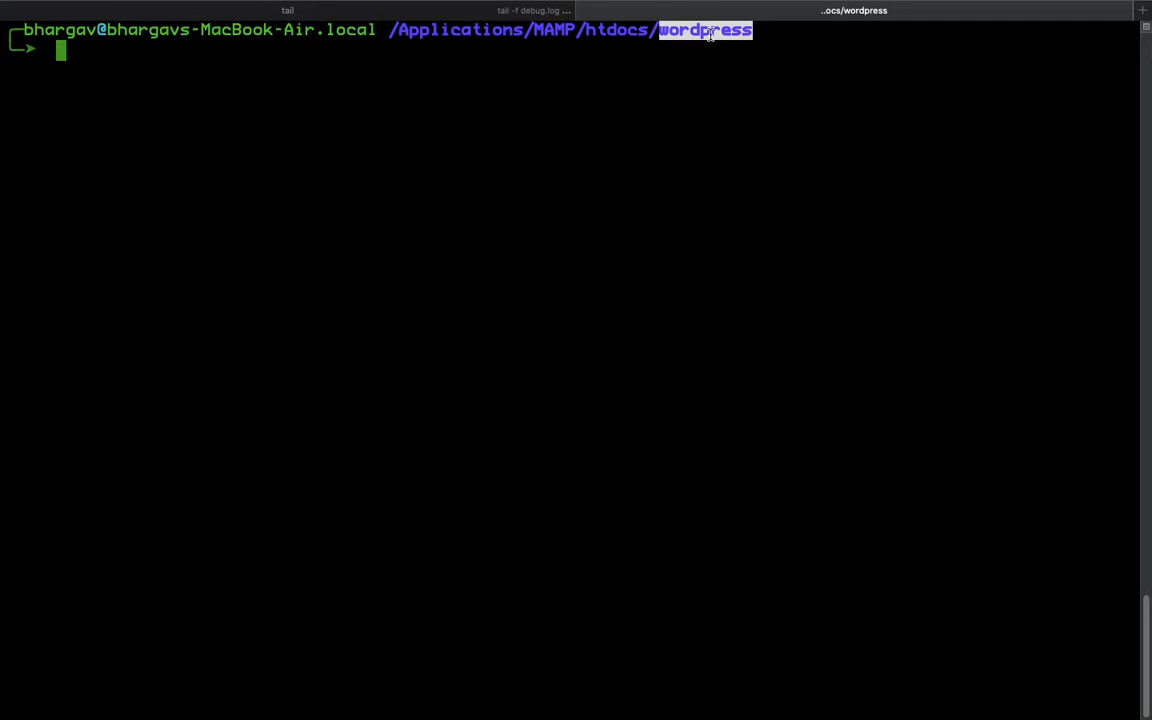 tail
tail -f debug.log ...
..ocs/wordpress
bhargav@bhargavs-MacBook-Air.local /Applications/MAMP/htdocs/wordpress